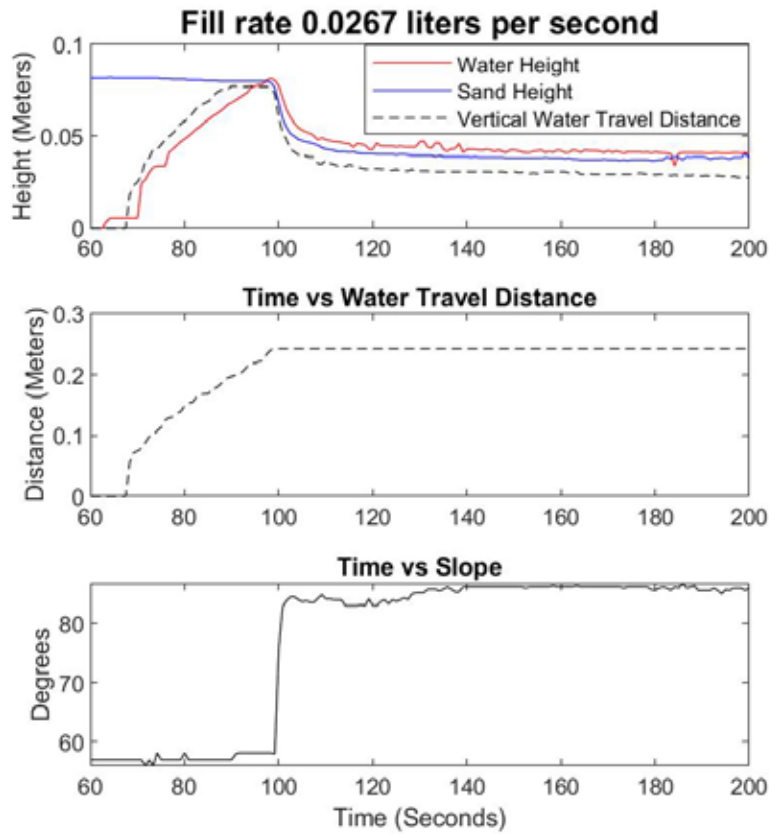 Fill rate 0.0267 liters per second
0.1
0.05
0
Height (Meters)
Water Height
Sand Height
Vertical Water Travel Distance
60 80 100 120 140 160 180 200
Time vs Water Travel Distance
0.3
0.2
0.1
0
Distance (Meters)
60 80 100 120 140 160 180 200
Time vs Slope
80
70
60
Degrees
60 80 100 120 140 160 180 200
Time (Seconds)